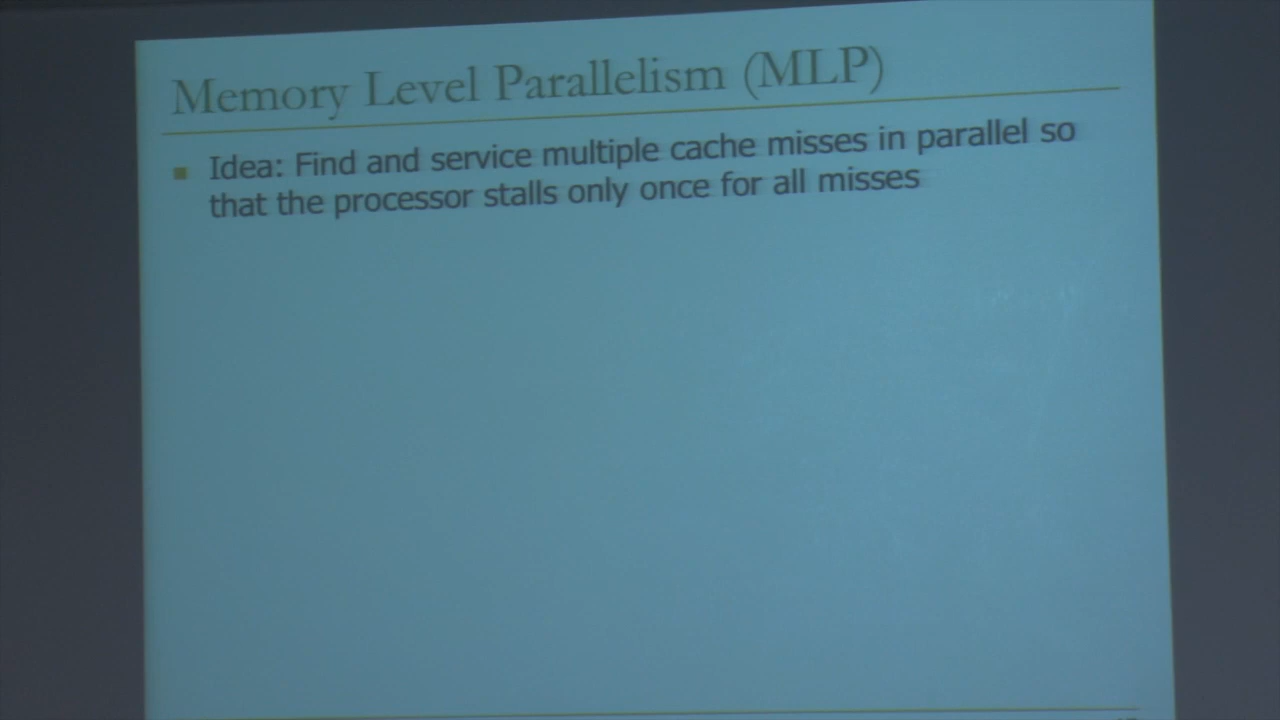 Memory Level Parallelism (MLP)
Idea: Find and service multiple cache misses in parallel so
that the processor stalls only once for all misses